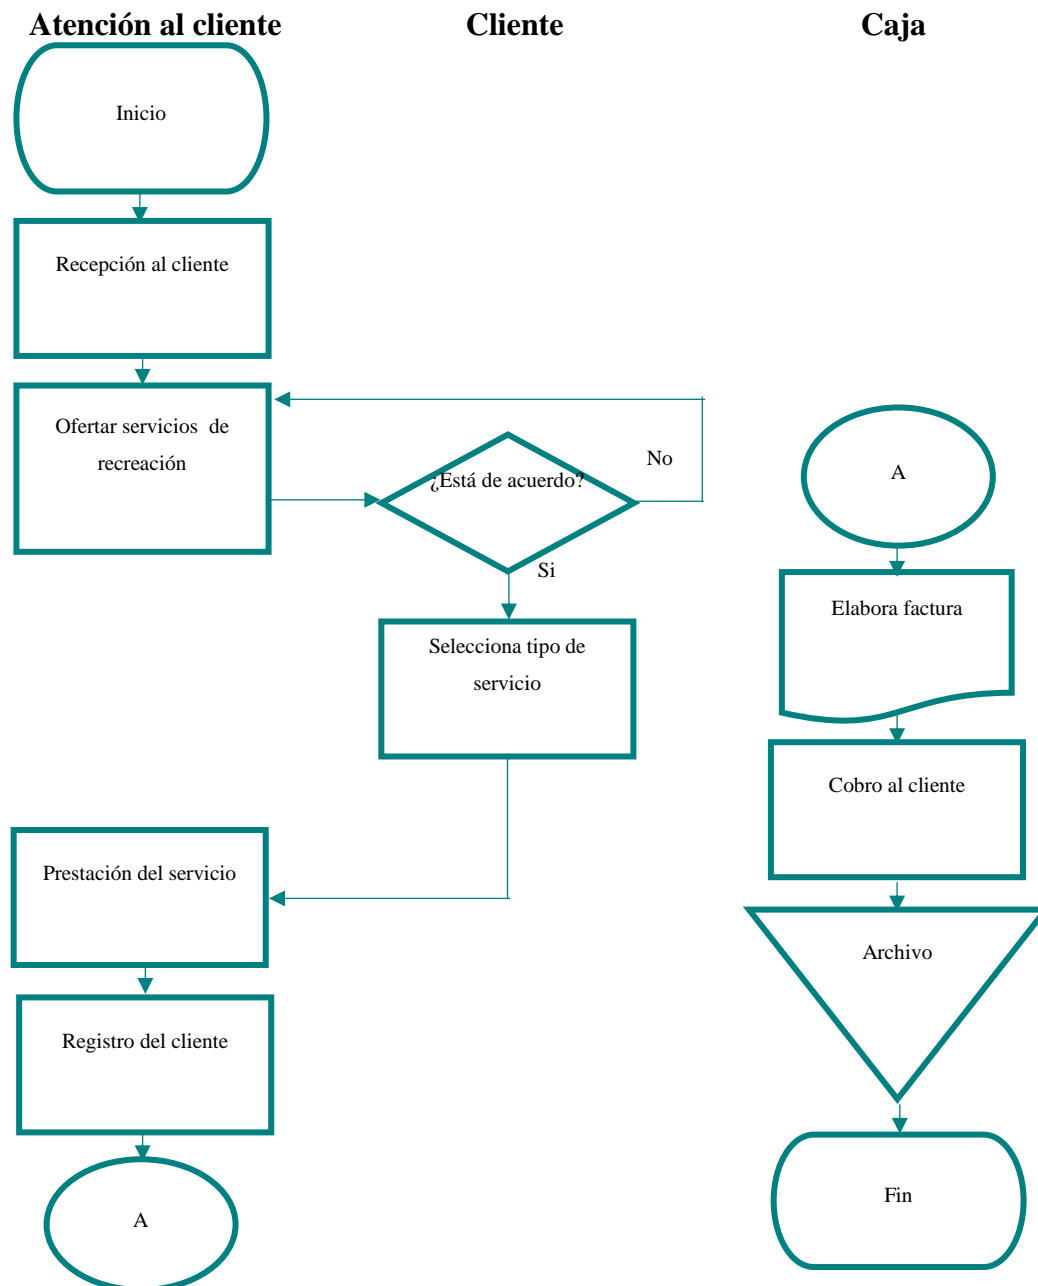 Atención al cliente
Cliente
Caja
Inicio
Recepción al cliente
Ofertar servicios de
recreación
¿Está de acuerdo?
No
Si
Selecciona tipo de
servicio
Prestación del servicio
Registro del cliente
A
A
Elabora factura
Cobro al cliente
Archivo
Fin